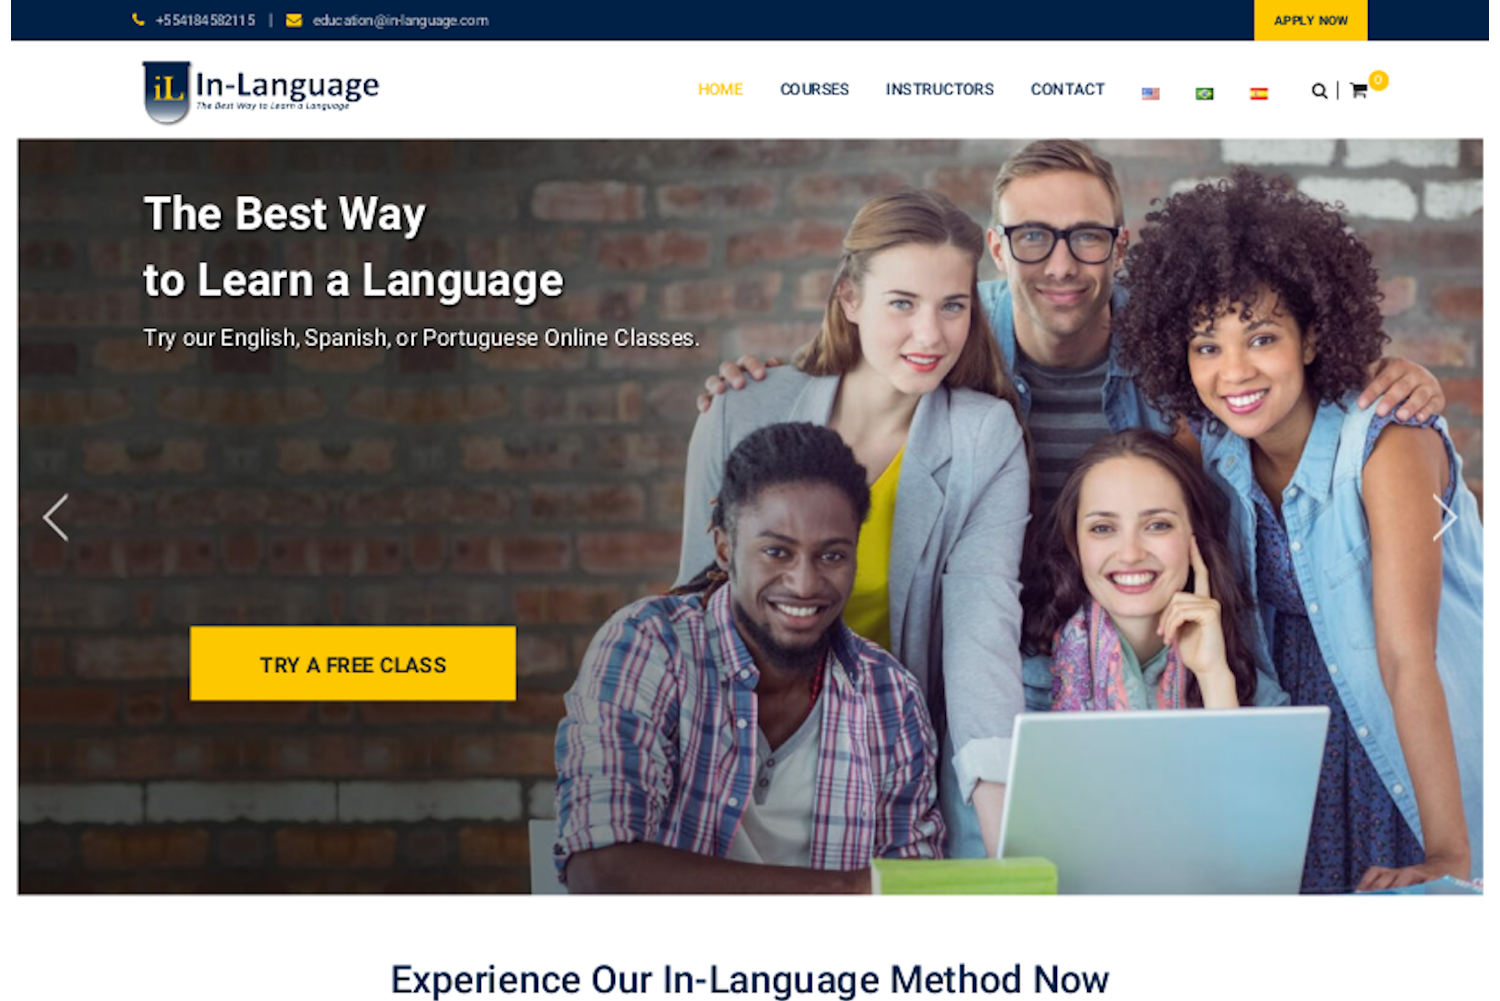 +554184582115 | education@in-language.com
APPLY NOW
iL In-Language
The Best Way to Learn a Language
HOME COURSES INSTRUCTORS CONTACT
0
The Best Way
to Learn a Language
Try our English, Spanish, or Portuguese Online Classes.
TRY A FREE CLASS
Experience Our In-Language Method Now